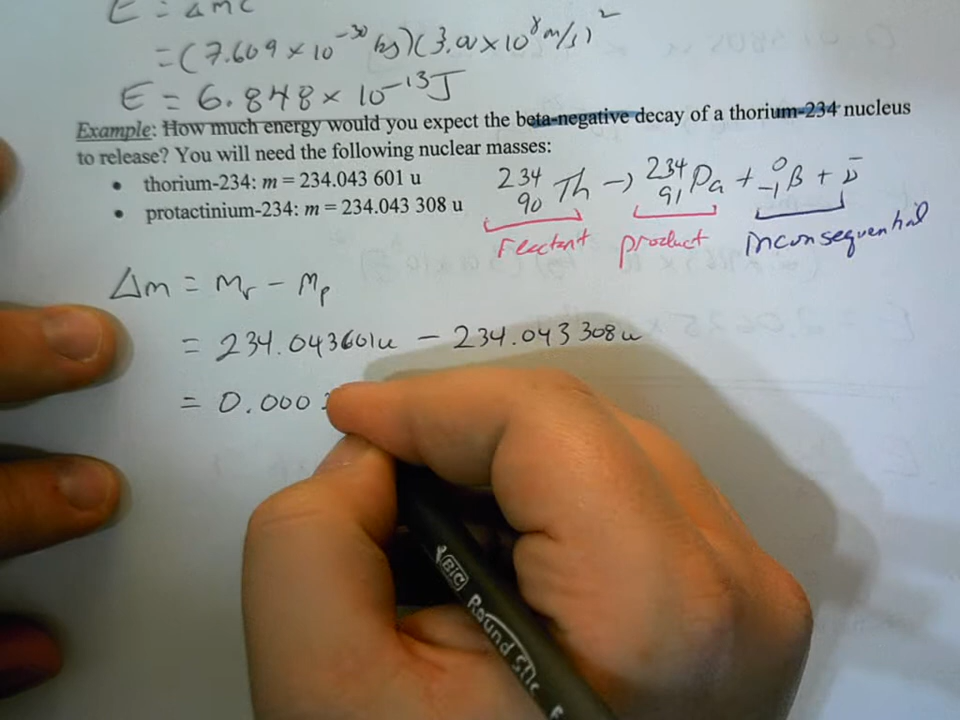 E = Δmc²
= (7.609 × 10⁻³⁰ kg)(3.00 × 10⁸ m/s)²
E = 6.848 × 10⁻¹³ J
Example: How much energy would you expect the beta-negative decay of a thorium-234 nucleus
to release? You will need the following nuclear masses:
• thorium-234: m = 234.043 601 u
• protactinium-234: m = 234.043 308 u
²³⁴₉₀Th → ²³⁴₉₁Pa + ⁰₋₁β + ν̄
reactant product inconsequential
Δm = mᵣ − mₚ
= 234.043601u − 234.043 308u
= 0.000
BIC Round Stic